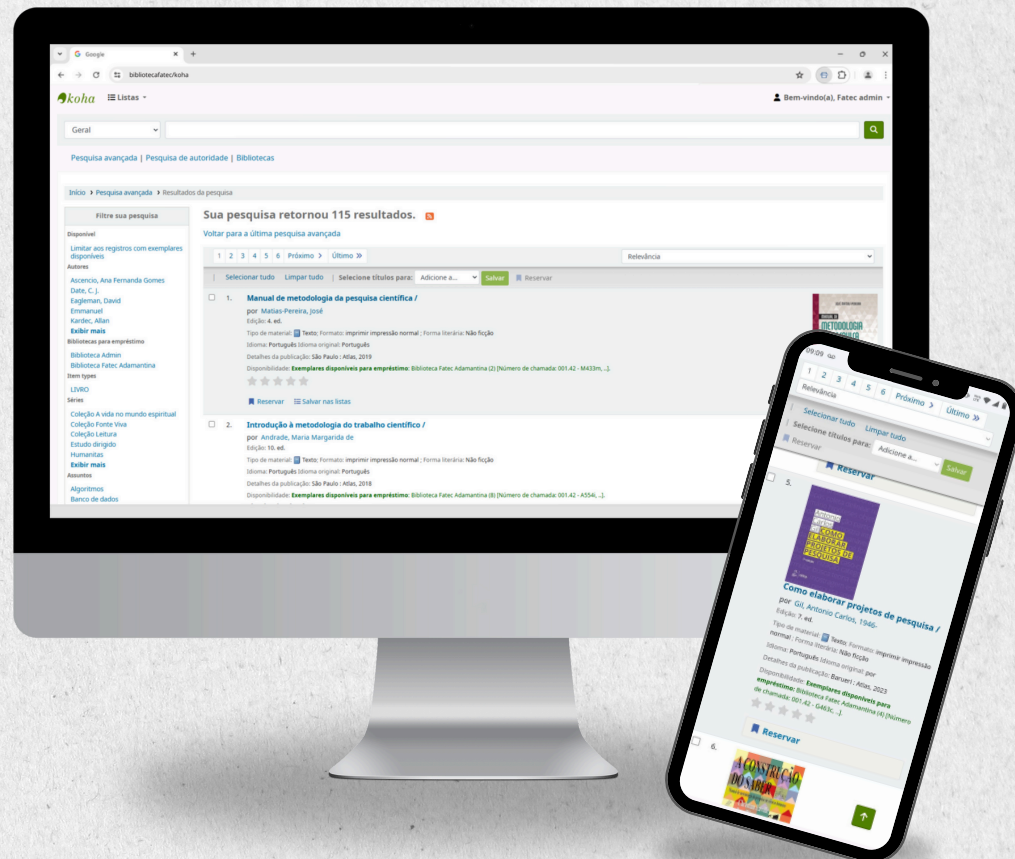 Google
bibliotecafatec/koha
koha Listas
Bem-vindo(a), Fatec admin
Geral
Pesquisa avançada | Pesquisa de autoridade | Bibliotecas
Início › Pesquisa avançada › Resultados da pesquisa
Filtre sua pesquisa
Disponível
Limitar aos registros com exemplares
disponíveis
Autores
Ascencio, Ana Fernanda Gomes
Date, C. J.
Eagleman, David
Emmanuel
Kardec, Allan
Exibir mais
Bibliotecas para empréstimo
Biblioteca Admin
Biblioteca Fatec Adamantina
Item types
LIVRO
Séries
Coleção A vida no mundo espiritual
Coleção Fonte Viva
Coleção Leitura
Estudo dirigido
Humanitas
Exibir mais
Assuntos
Algoritmos
Banco de dados
Sua pesquisa retornou 115 resultados.
Voltar para a última pesquisa avançada
1 2 3 4 5 6 Próximo Último
Relevância
| Selecionar tudo Limpar tudo | Selecione títulos para: Adicione a... Salvar Reservar
1. Manual de metodologia da pesquisa científica /
por Matias-Pereira, José
Edição: 4. ed.
Tipo de material: Texto; Formato: imprimir impressão normal ; Forma literária: Não ficção
Idioma: Português Idioma original: Português
Detalhes da publicação: São Paulo : Atlas, 2019
Disponibilidade: Exemplares disponíveis para empréstimo: Biblioteca Fatec Adamantina (2) [Número de chamada: 001.42 - M433m, ..].
Reservar Salvar nas listas
METODOLOGIA
2. Introdução à metodologia do trabalho científico /
por Andrade, Maria Margarida de
Edição: 10. ed.
Tipo de material: Texto; Formato: imprimir impressão normal ; Forma literária: Não ficção
Idioma: Português Idioma original: Português
Detalhes da publicação: São Paulo : Atlas, 2018
Disponibilidade: Exemplares disponíveis para empréstimo: Biblioteca Fatec Adamantina (8) [Número de chamada: 001.42 - A554i, ..].
09:09
1 2 3 4 5 6 Próximo Último
Relevância
| Selecionar tudo Limpar tudo
| Selecione títulos para: Adicione a... Salvar
Reservar
Reservar
5.
Antonio
Carlos
Gil COMO
ELABORAR
PROJETOS DE
PESQUISA
Como elaborar projetos de pesquisa /
por Gil, Antonio Carlos, 1946-
Edição: 7. ed.
Tipo de material: Texto; Formato: imprimir impressão
normal ; Forma literária: Não ficção
Idioma: Português Idioma original: por
Detalhes da publicação: Barueri : Atlas, 2023
Disponibilidade: Exemplares disponíveis para
empréstimo: Biblioteca Fatec Adamantina (4) [Número
de chamada: 001.42 - G463c, ..].
Reservar
6.
A CONSTRUÇÃO
DO SABER